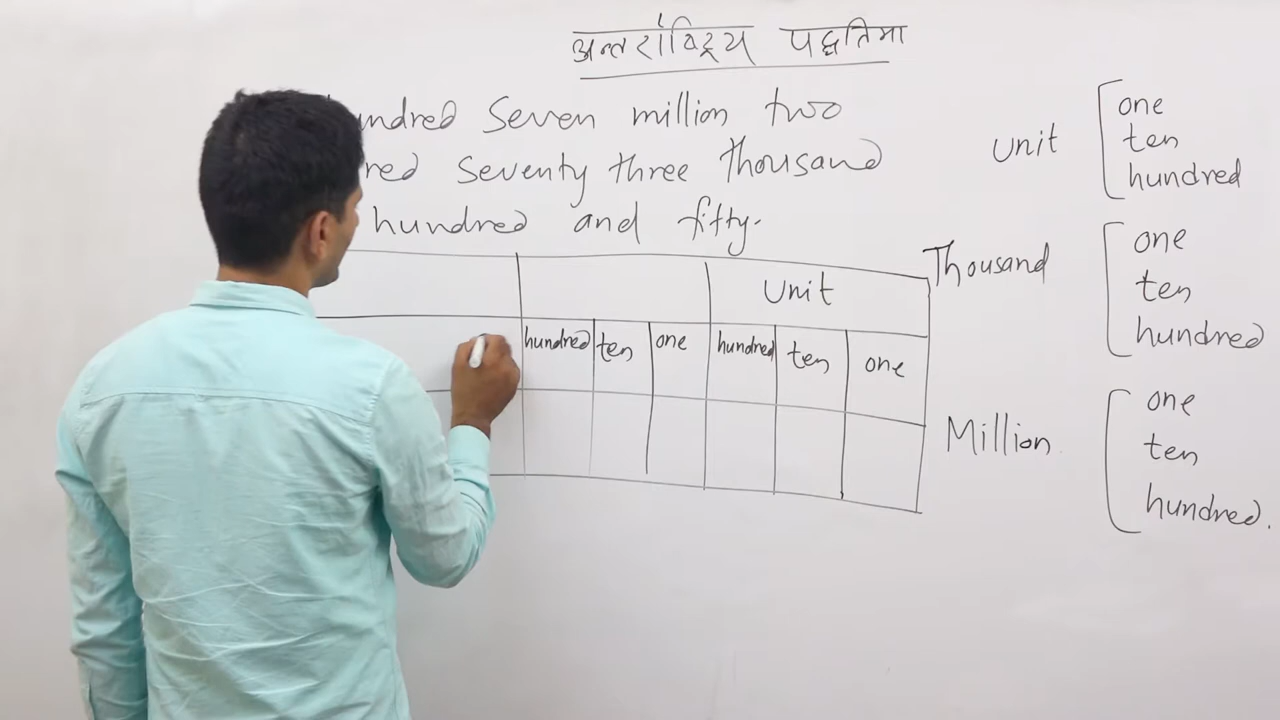 अन्तर्राष्ट्रिय पद्धतिमा
hundred seven million two
red seventy three thousand
hundred and fifty.
Unit
hundred ten one hundred ten one
unit
one
ten
hundred
Thousand
one
ten
hundred
Million
one
ten
hundred.